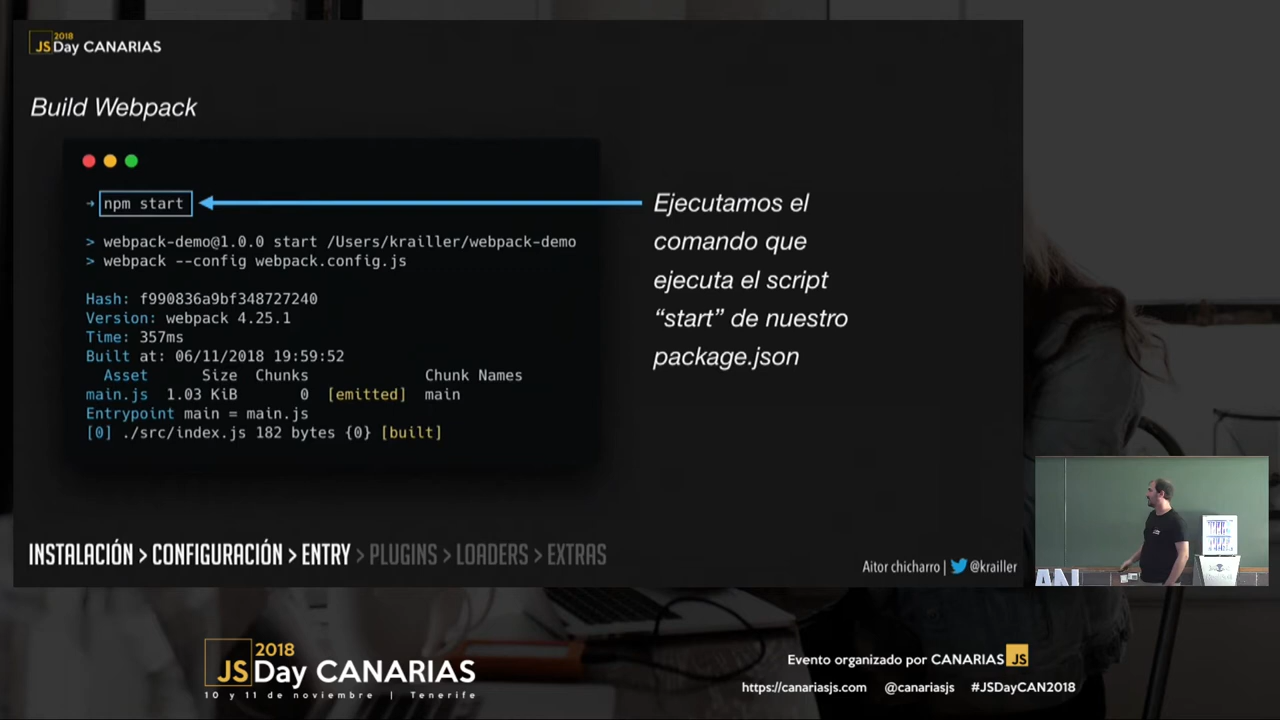 2018
JSDay CANARIAS
Build Webpack
→ npm start
> webpack-demo@1.0.0 start /Users/krailler/webpack-demo
> webpack --config webpack.config.js
Hash: f990836a9bf348727240
Version: webpack 4.25.1
Time: 357ms
Built at: 06/11/2018 19:59:52
Asset Size Chunks Chunk Names
main.js 1.03 KiB 0 [emitted] main
Entrypoint main = main.js
[0] ./src/index.js 182 bytes {0} [built]
Ejecutamos el
comando que
ejecuta el script
“start” de nuestro
package.json
INSTALACIÓN > CONFIGURACIÓN > ENTRY > PLUGINS > LOADERS > EXTRAS
Aitor chicharro | @krailler
AN
2018
JSDay CANARIAS
10 y 11 de noviembre | Tenerife
Evento organizado por CANARIAS JS
https://canariasjs.com @canariasjs #JSDayCAN2018